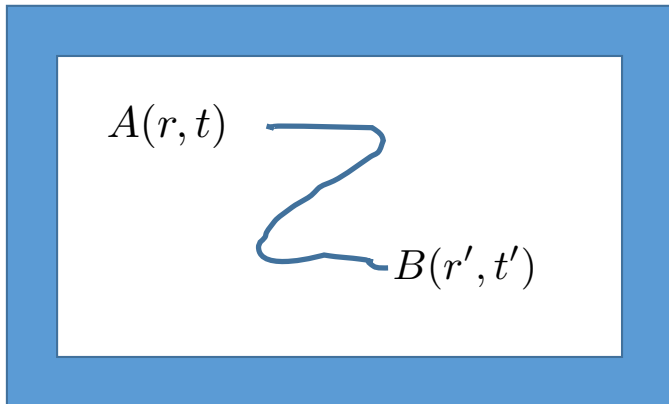 A(r, t)
B(r′, t′)